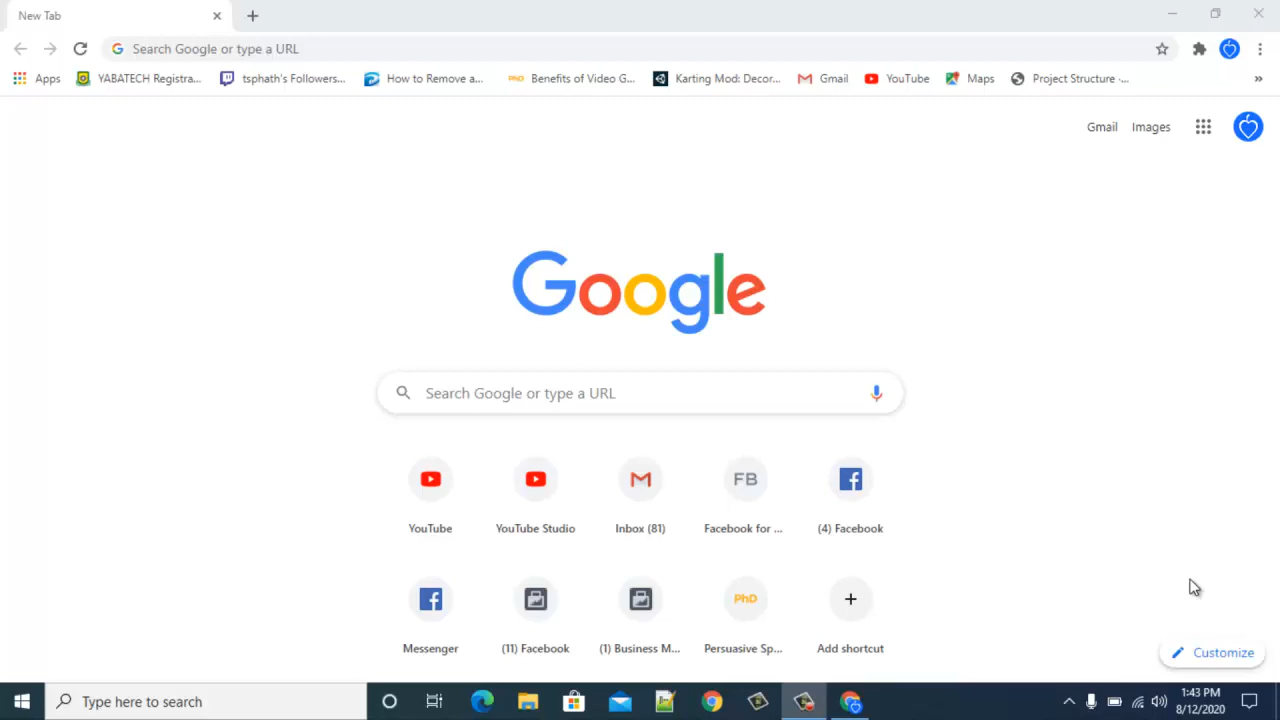 New Tab
Search Google or type a URL
Apps YABATECH Registra... tsphath's Followers... How to Remove a... PhD Benefits of Video G... Karting Mod: Decor... Gmail YouTube Maps Project Structure -...
Gmail Images
Google
Search Google or type a URL
FB
YouTube YouTube Studio Inbox (81) Facebook for ... (4) Facebook
PhD
Messenger (11) Facebook (1) Business M... Persuasive Sp... Add shortcut
Customize
Type here to search
1:43 PM
8/12/2020